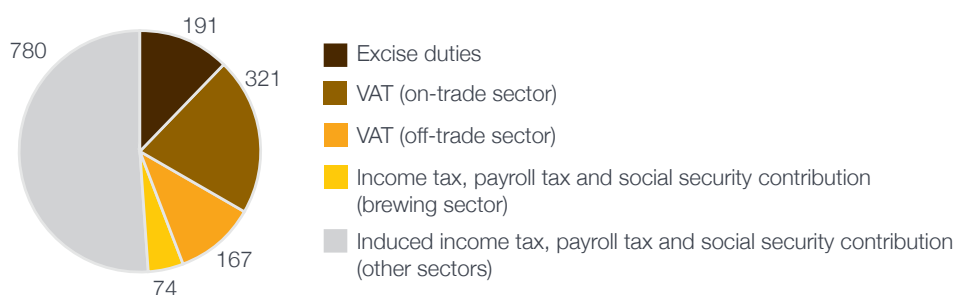 191
780
321
167
74
Excise duties
VAT (on-trade sector)
VAT (off-trade sector)
Income tax, payroll tax and social security contribution
(brewing sector)
Induced income tax, payroll tax and social security contribution
(other sectors)